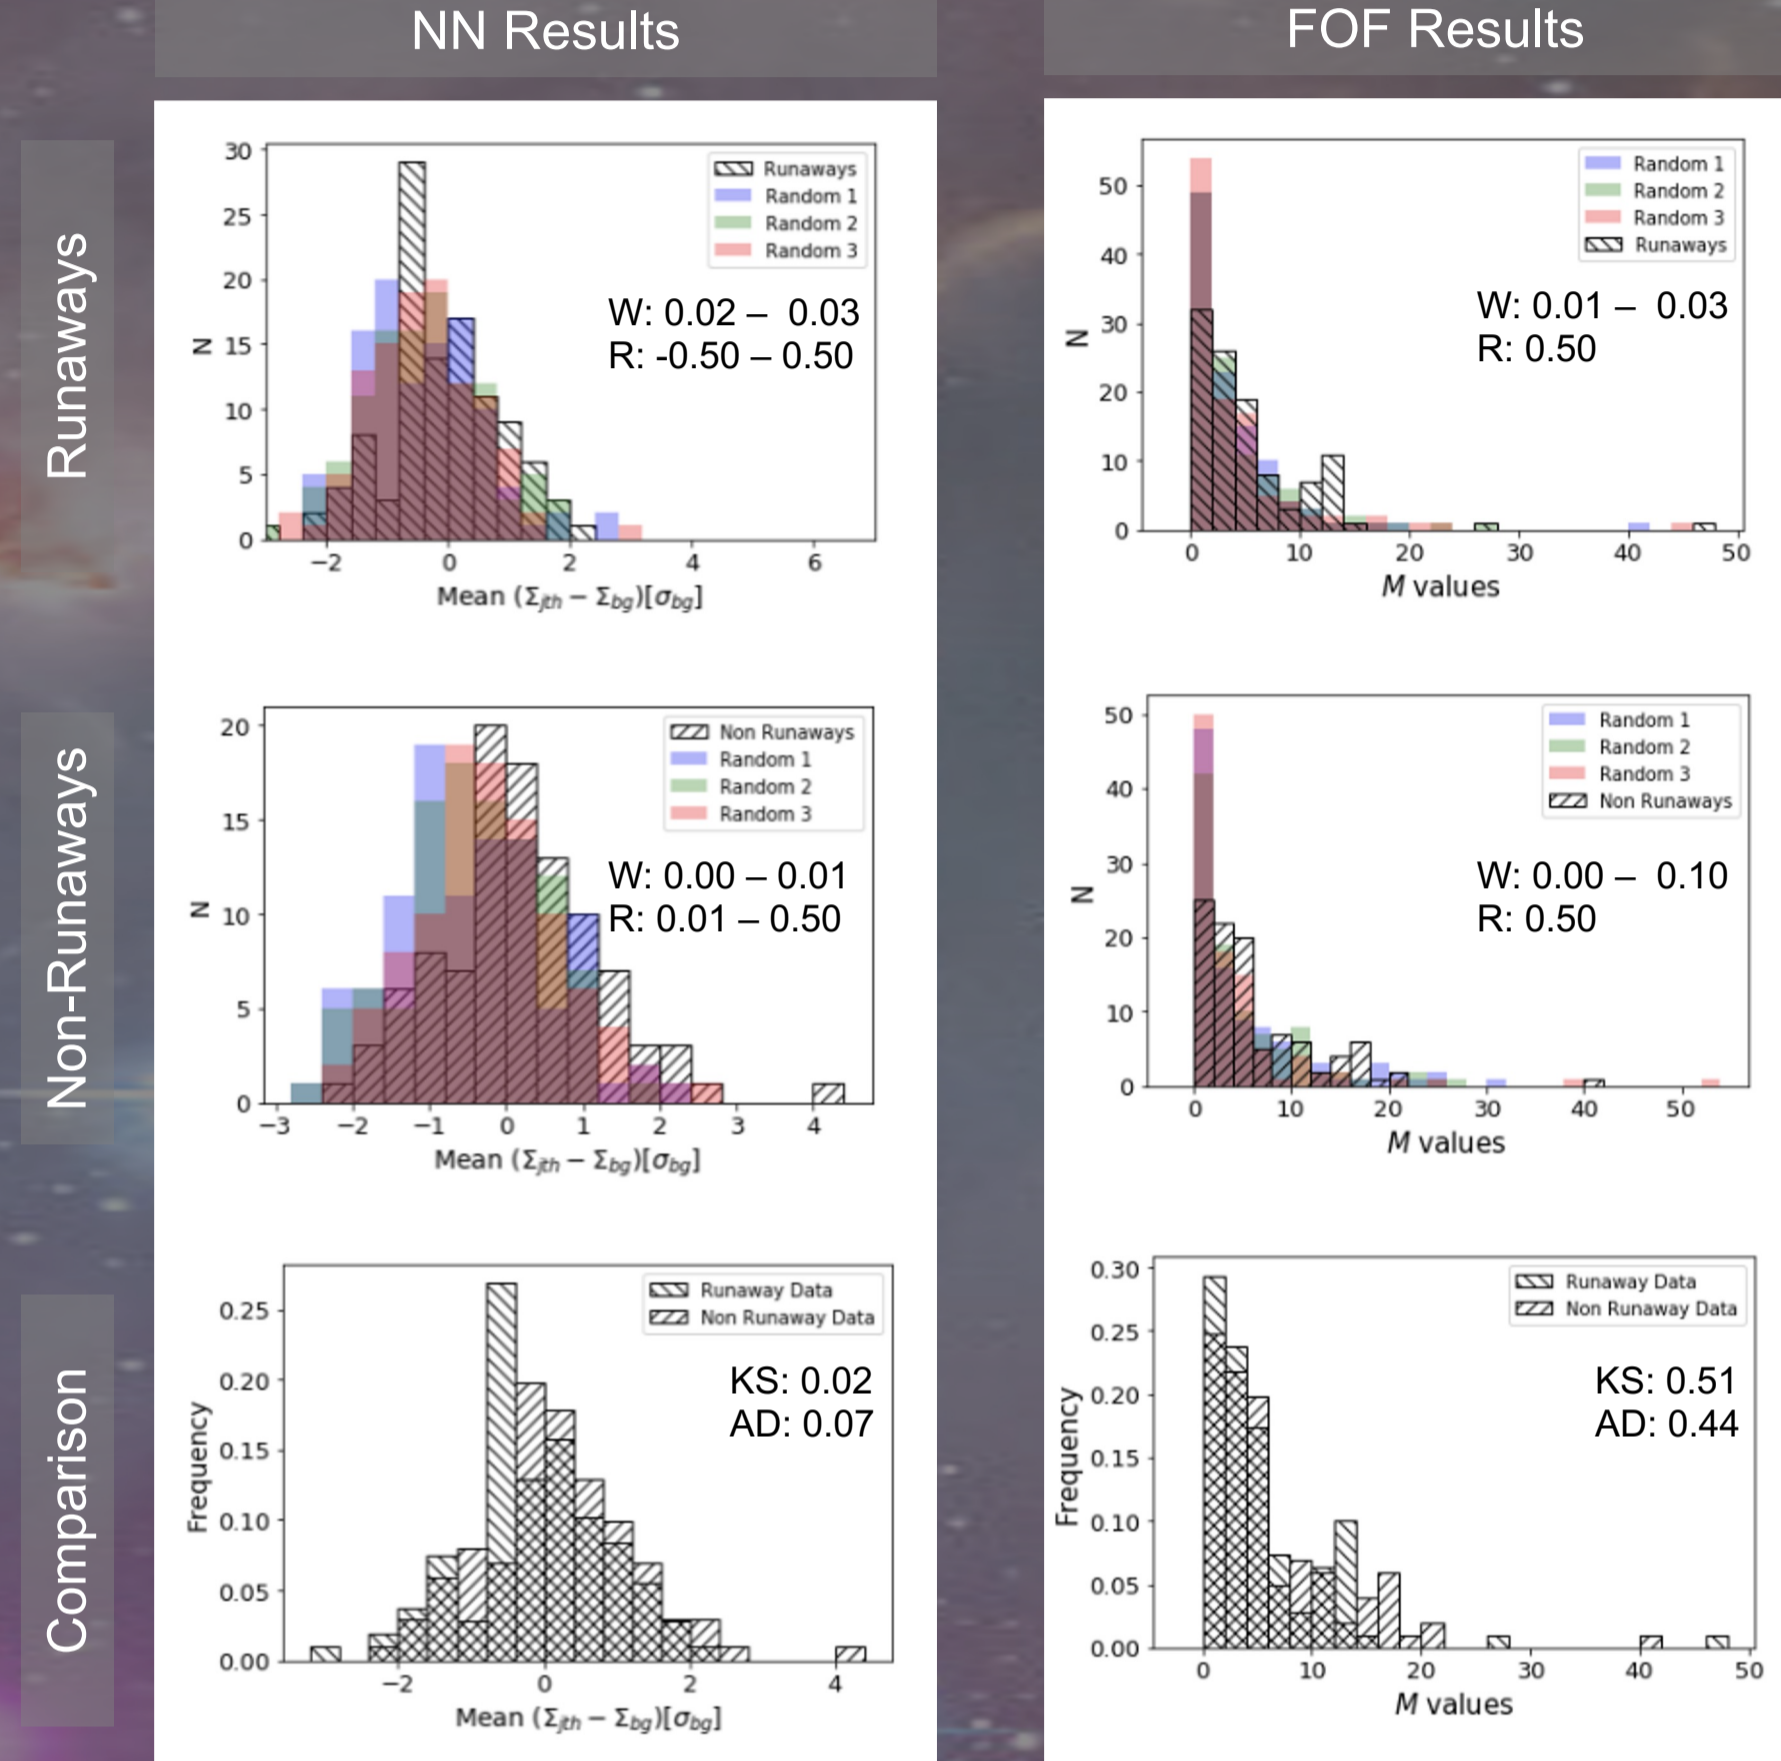 NN Results
FOF Results
Runaways
30
25
20
15
10
5
0
N
Runaways
Random 1
Random 2
Random 3
W: 0.02 – 0.03
R: -0.50 – 0.50
−2
0
2
4
6
Mean (Σjth − Σbg)[σbg]
50
40
30
20
10
0
N
Random 1
Random 2
Random 3
Runaways
W: 0.01 – 0.03
R: 0.50
0
10
20
30
40
50
M values
Non-Runaways
20
15
10
5
0
N
Non Runaways
Random 1
Random 2
Random 3
W: 0.00 – 0.01
R: 0.01 – 0.50
−3
−2
−1
0
1
2
3
4
Mean (Σjth − Σbg)[σbg]
50
40
30
20
10
0
N
Random 1
Random 2
Random 3
Non Runaways
W: 0.00 – 0.10
R: 0.50
0
10
20
30
40
50
M values
Comparison
0.25
0.20
0.15
0.10
0.05
0.00
Frequency
Runaway Data
Non Runaway Data
KS: 0.02
AD: 0.07
−2
0
2
4
Mean (Σjth − Σbg)[σbg]
0.30
0.25
0.20
0.15
0.10
0.05
0.00
Frequency
Runaway Data
Non Runaway Data
KS: 0.51
AD: 0.44
0
10
20
30
40
50
M values